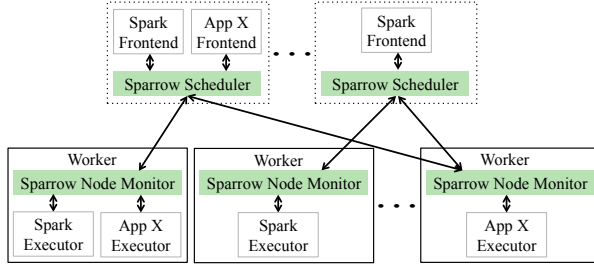 Spark
Frontend
App X
Frontend
Sparrow Scheduler
. . .
Spark
Frontend
Sparrow Scheduler
Worker
Sparrow Node Monitor
Spark
Executor
App X
Executor
Worker
Sparrow Node Monitor
Spark
Executor
. . .
Worker
Sparrow Node Monitor
App X
Executor